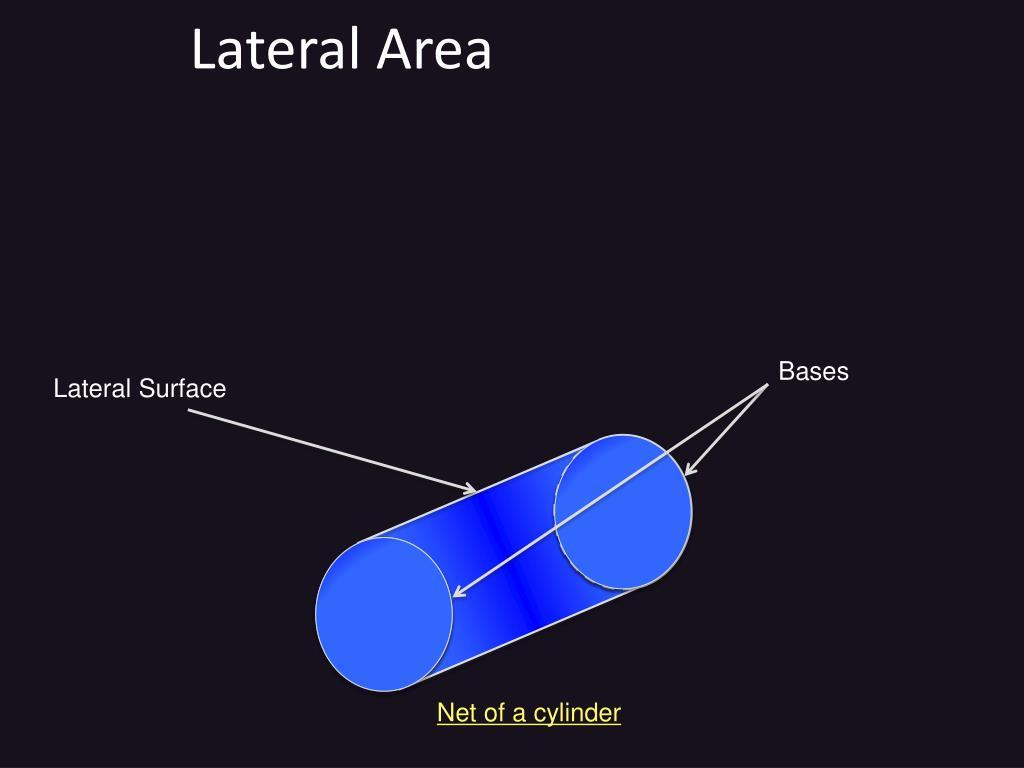 Lateral Area
Bases
Lateral Surface
Net of a cylinder